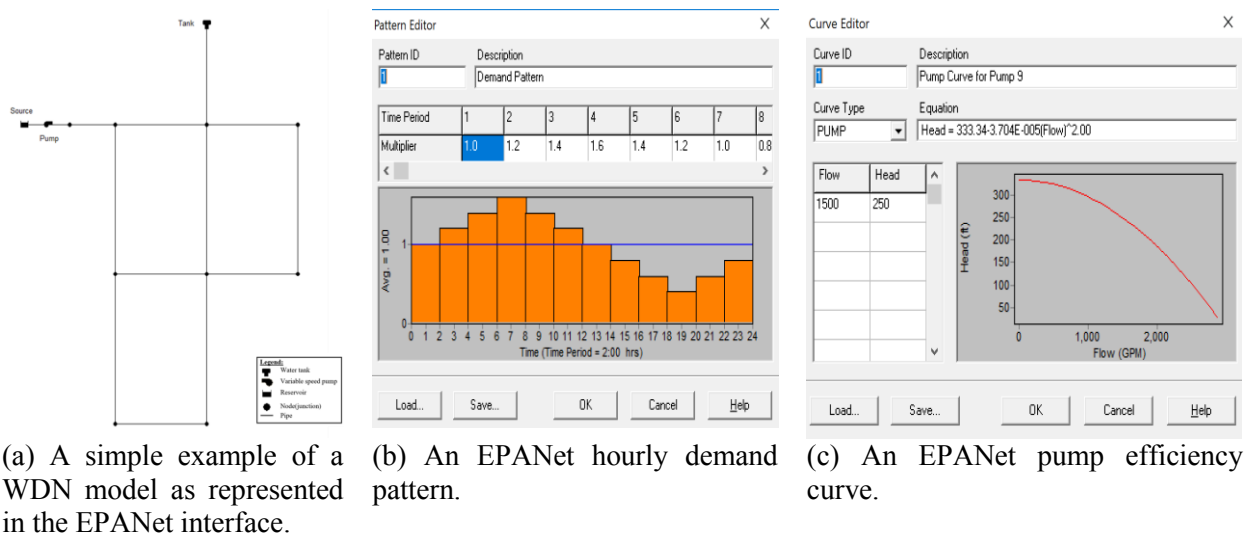 Tank
Source
Pump
Legend:
Water tank
Variable speed pump
Reservoir
Node(junction)
Pipe
(a) A simple example of a
WDN model as represented
in the EPANet interface.
Pattern Editor X
Pattern ID Description
1 Demand Pattern
Time Period 1 2 3 4 5 6 7 8
Multiplier 1.0 1.2 1.4 1.6 1.4 1.2 1.0 0.8
< >
Avg. = 1.00
1
0
0 1 2 3 4 5 6 7 8 9 10 11 12 13 14 15 16 17 18 19 20 21 22 23 24
Time (Time Period = 2:00 hrs)
Load... Save... OK Cancel Help
(b) An EPANet hourly demand
pattern.
Curve Editor X
Curve ID Description
1 Pump Curve for Pump 9
Curve Type Equation
PUMP Head = 333.34-3.704E-005(Flow)^2.00
Flow Head
1500 250
Head (ft)
300
250
200
150
100
50
0 1,000 2,000
Flow (GPM)
Load... Save... OK Cancel Help
(c) An EPANet pump efficiency
curve.